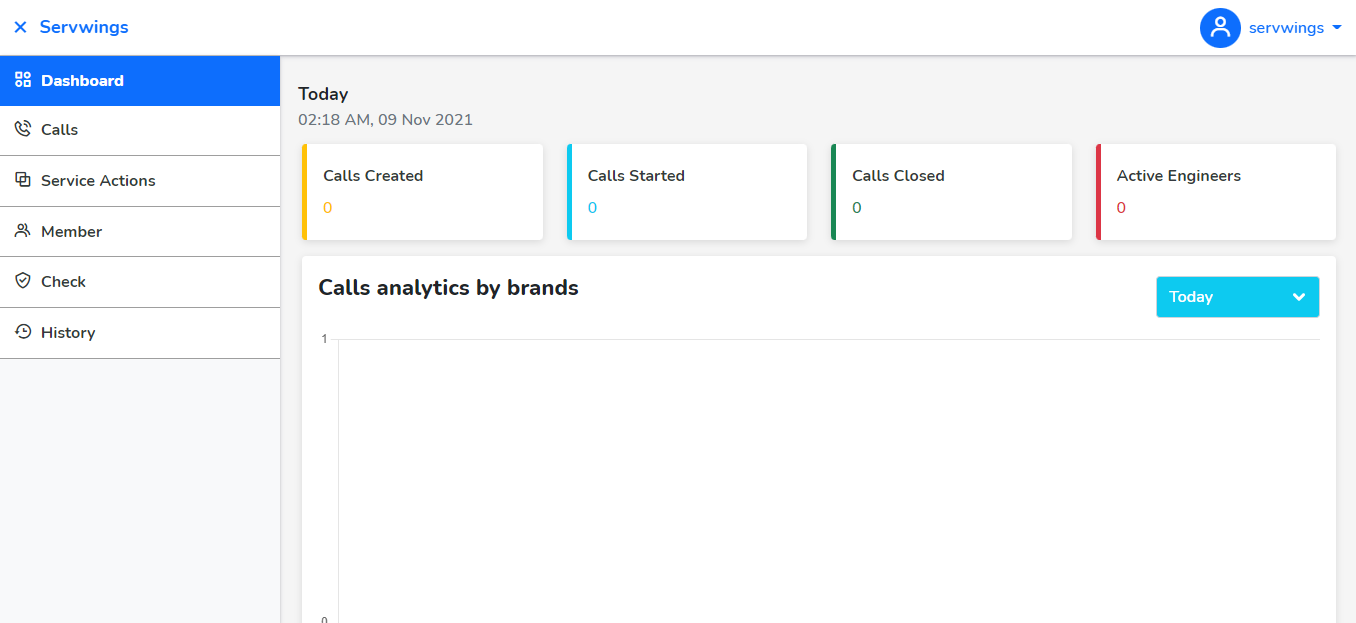 Servwings
servwings
Dashboard
Calls
Service Actions
Member
Check
History
Today
02:18 AM, 09 Nov 2021
Calls Created
0
Calls Started
0
Calls Closed
0
Active Engineers
0
Calls analytics by brands
Today
1
0